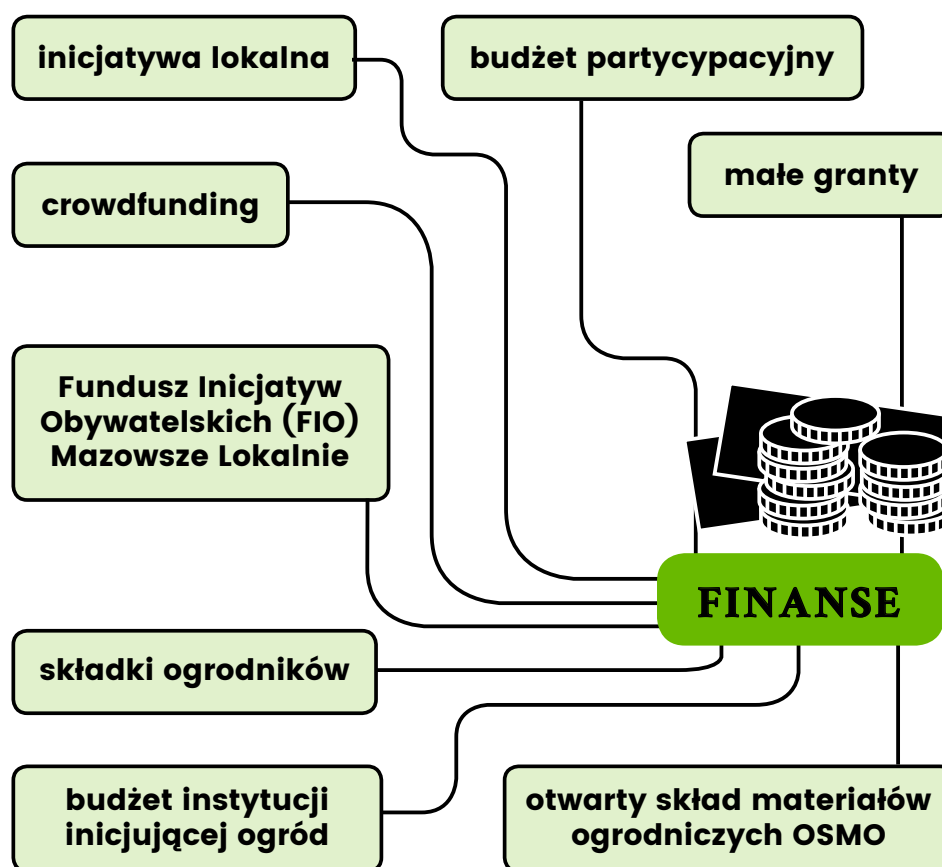 inicjatywa lokalna
budżet partycypacyjny
małe granty
crowdfunding
Fundusz Inicjatyw
Obywatelskich (FIO)
Mazowsze Lokalnie
FINANSE
składki ogrodników
budżet instytucji
inicjującej ogród
otwarty skład materiałów
ogrodniczych OSMO